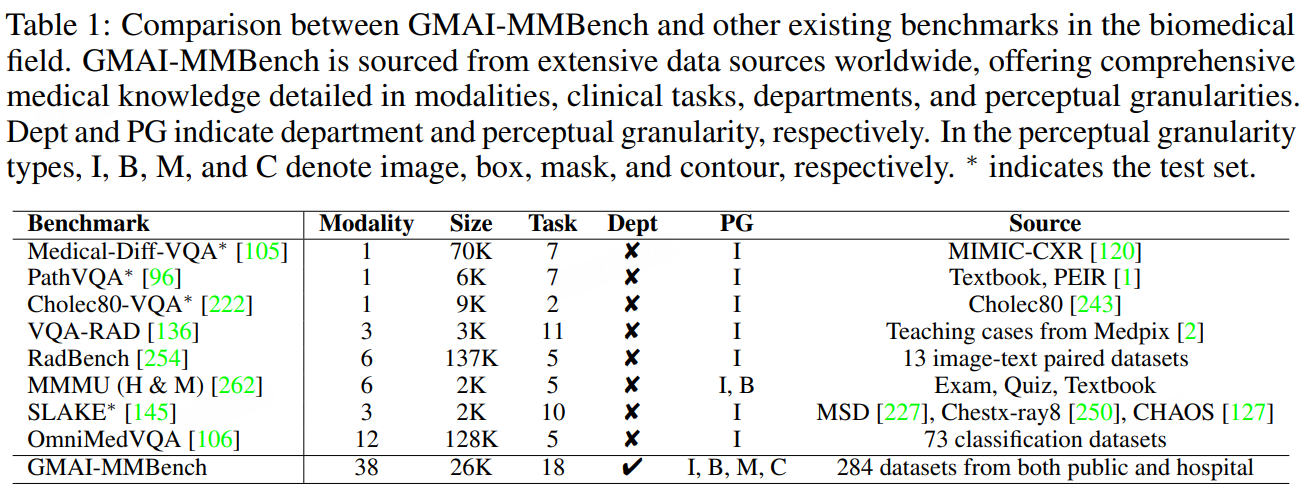 Table 1: Comparison between GMAI-MMBench and other existing benchmarks in the biomedical
field. GMAI-MMBench is sourced from extensive data sources worldwide, offering comprehensive
medical knowledge detailed in modalities, clinical tasks, departments, and perceptual granularities.
Dept and PG indicate department and perceptual granularity, respectively. In the perceptual granularity
types, I, B, M, and C denote image, box, mask, and contour, respectively. * indicates the test set.
Benchmark Modality Size Task Dept PG Source
Medical-Diff-VQA* [105] 1 70K 7 ✘ I MIMIC-CXR [120]
PathVQA* [96] 1 6K 7 ✘ I Textbook, PEIR [1]
Cholec80-VQA* [222] 1 9K 2 ✘ I Cholec80 [243]
VQA-RAD [136] 3 3K 11 ✘ I Teaching cases from Medpix [2]
RadBench [254] 6 137K 5 ✘ I 13 image-text paired datasets
MMMU (H & M) [262] 6 2K 5 ✘ I, B Exam, Quiz, Textbook
SLAKE* [145] 3 2K 10 ✘ I MSD [227], Chestx-ray8 [250], CHAOS [127]
OmniMedVQA [106] 12 128K 5 ✘ I 73 classification datasets
GMAI-MMBench 38 26K 18 ✔ I, B, M, C 284 datasets from both public and hospital